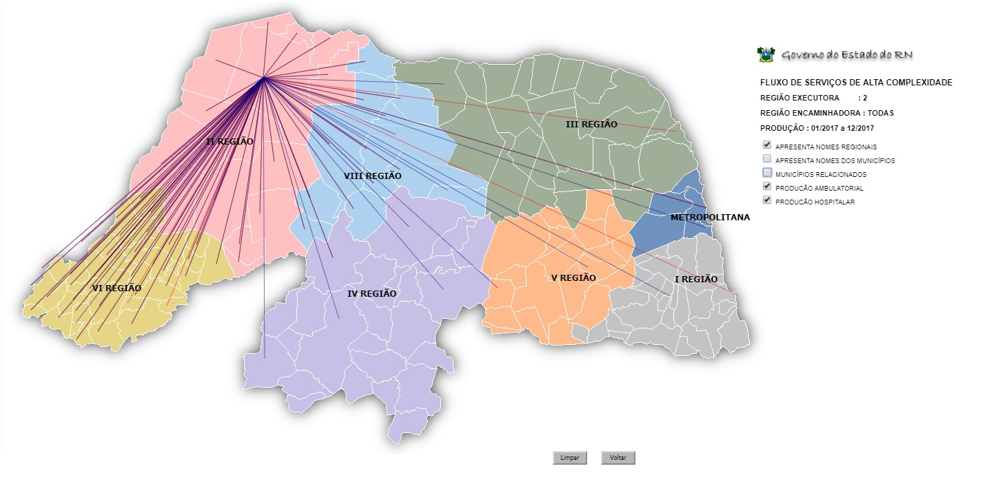 Governo do Estado do RN
FLUXO DE SERVIÇOS DE ALTA COMPLEXIDADE
REGIÃO EXECUTORA : 2
REGIÃO ENCAMINHADORA : TODAS
PRODUÇÃO : 01/2017 a 12/2017
APRESENTA NOMES REGIONAIS
APRESENTA NOMES DOS MUNICÍPIOS
MUNICÍPIOS RELACIONADOS
PRODUCÃO AMBULATORIAL
PRODUCÃO HOSPITALAR
III REGIÃO
II REGIÃO
VIII REGIÃO
METROPOLITANA
V REGIÃO
I REGIÃO
VI REGIÃO
IV REGIÃO
Limpar
Voltar